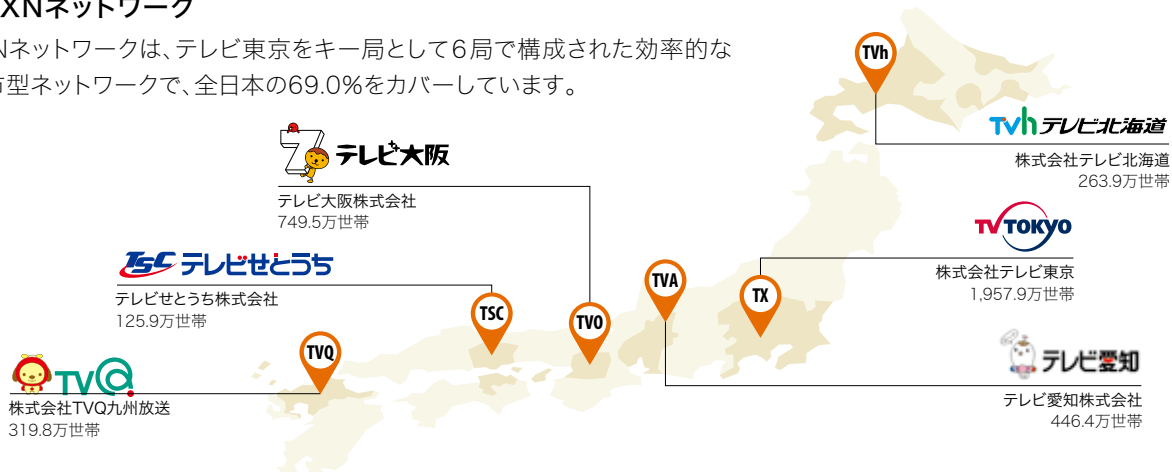 XNネットワーク
Nネットワークは、テレビ東京をキー局として6局で構成された効率的な
型ネットワークで、全日本の69.0%をカバーしています。
TVh
TVh テレビ北海道
株式会社テレビ北海道
263.9万世帯
7 テレビ大阪
テレビ大阪株式会社
749.5万世帯
TV TOKYO
株式会社テレビ東京
1,957.9万世帯
TSC テレビせとうち
テレビせとうち株式会社
125.9万世帯
TVA
TX
TSC
TVO
TVQ
テレビ愛知
テレビ愛知株式会社
446.4万世帯
TVQ
株式会社TVQ九州放送
319.8万世帯